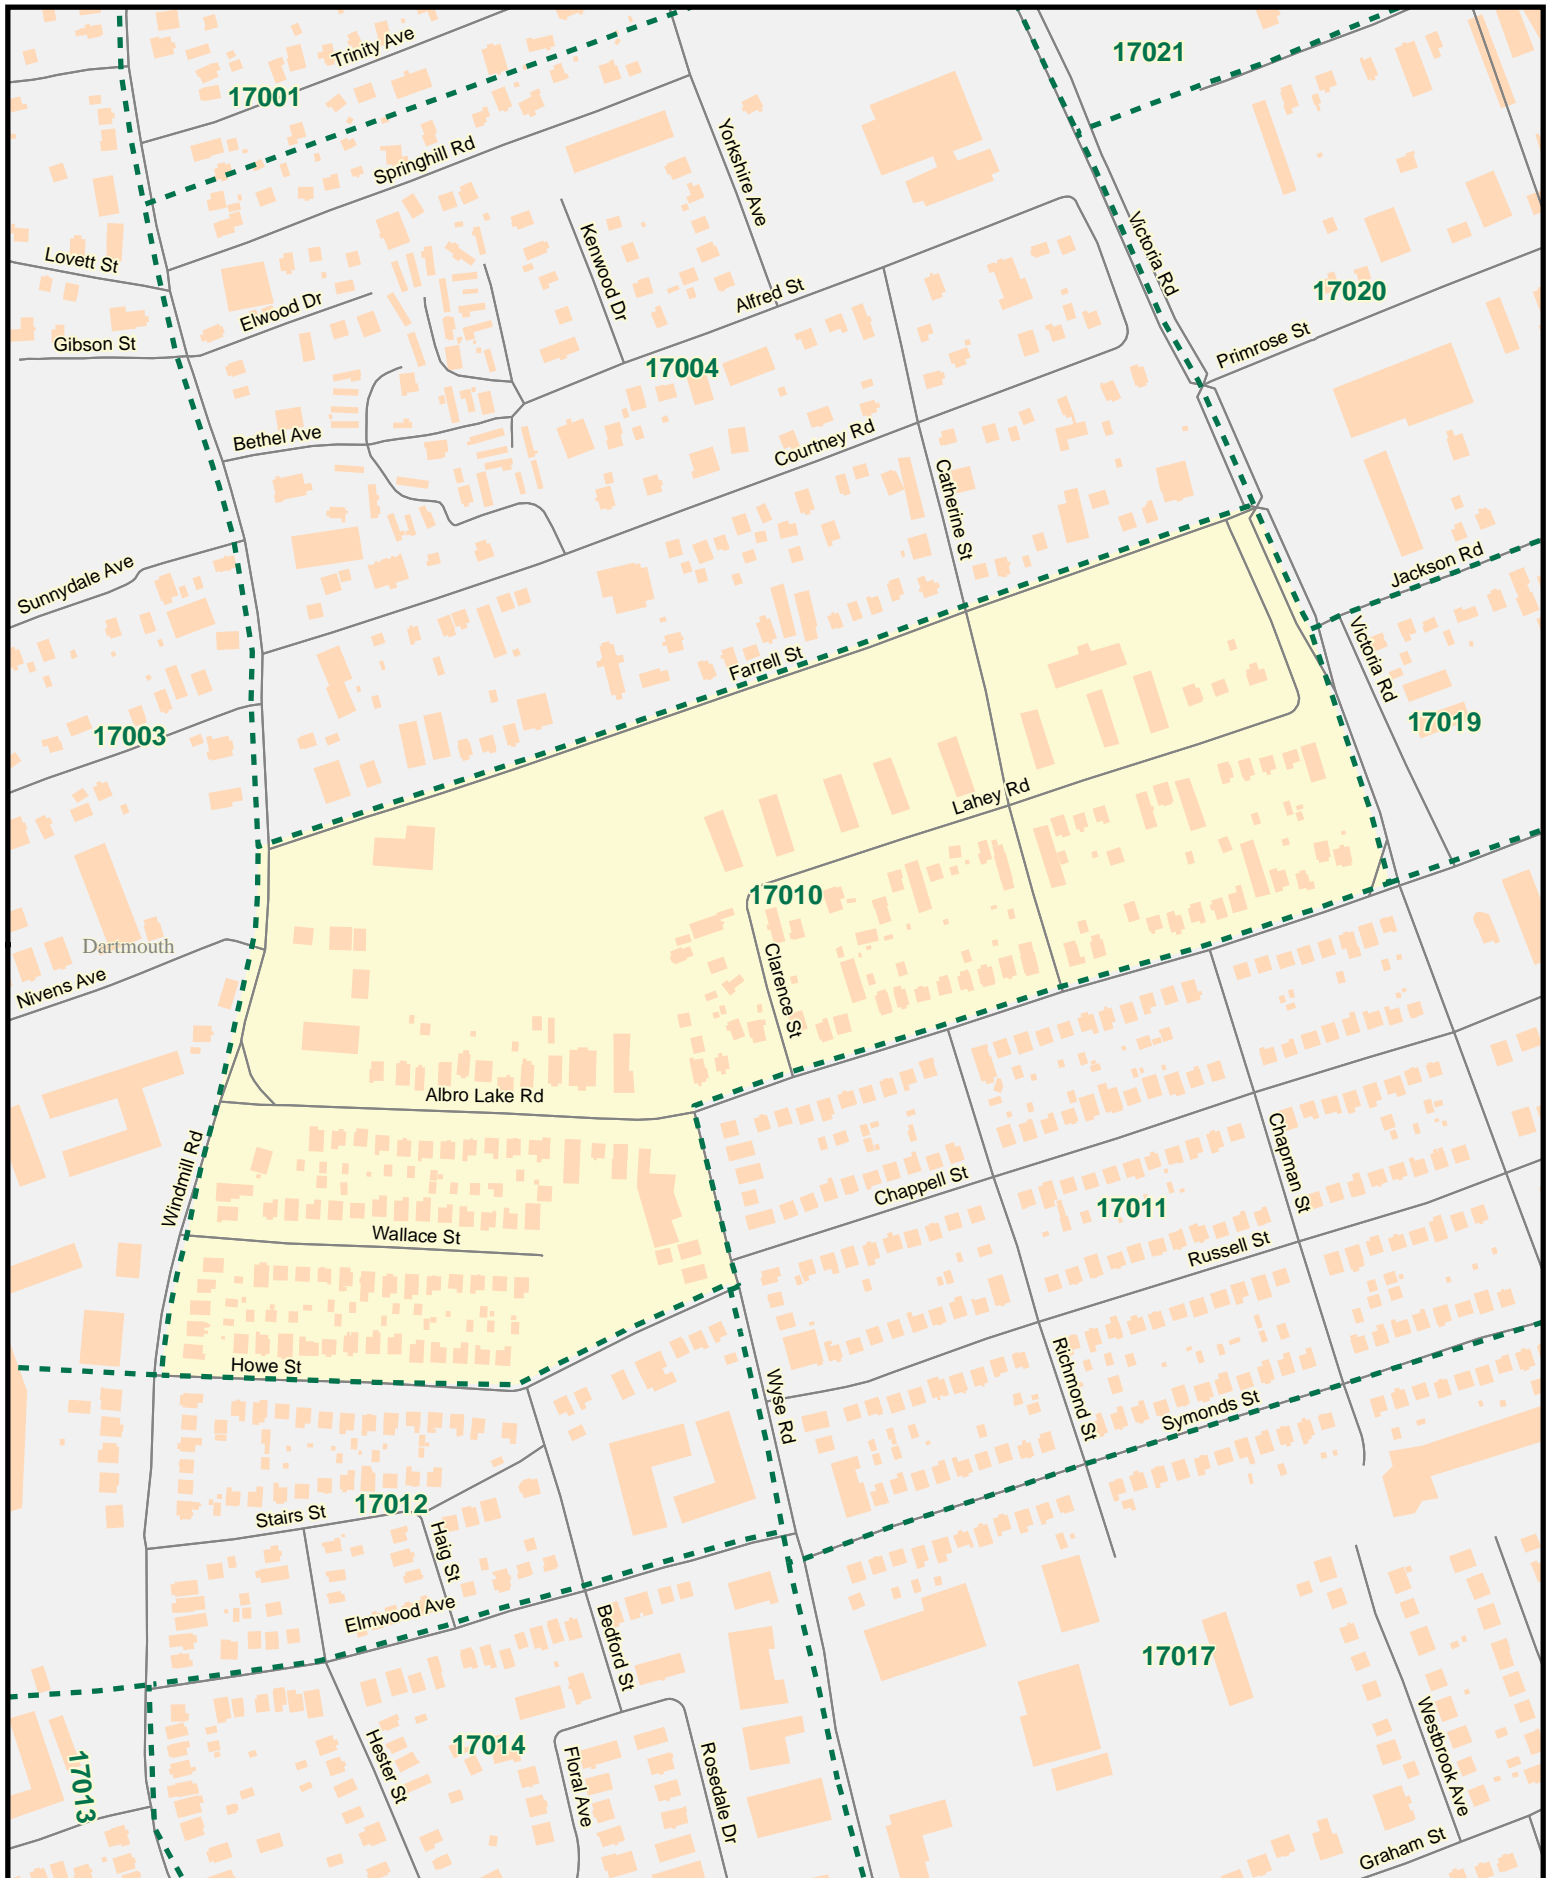 17021
Trinity Ave
17001
Springhill Rd
Yorkshire Ave
Victoria Rd
Lovett St
Kenwood Dr
Elwood Dr
Alfred St
17020
Gibson St
Primrose St
17004
Bethel Ave
Courtney Rd
Catherine St
Sunnydale Ave
Jackson Rd
Farrell St
Victoria Rd
17003
17019
Lahey Rd
17010
Dartmouth
Nivens Ave
Clarence St
Albro Lake Rd
Windmill Rd
Chapman St
Chappell St
17011
Wallace St
Russell St
Howe St
Wyse Rd
Richmond St
Symonds St
17012
Stairs St
Haig St
Elmwood Ave
Bedford St
17017
Westbrook Ave
17014
Hester St
Floral Ave
Rosedale Dr
17013
Graham St